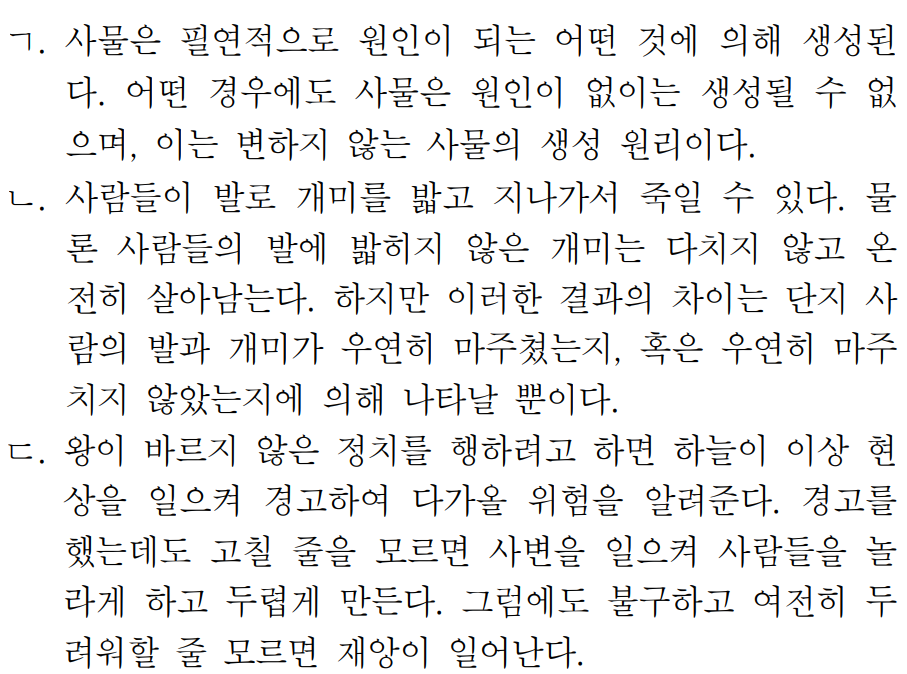 ㄱ. 사물은 필연적으로 원인이 되는 어떤 것에 의해 생성된
다. 어떤 경우에도 사물은 원인이 없이는 생성될 수 없
으며, 이는 변하지 않는 사물의 생성 원리이다.
ㄴ. 사람들이 발로 개미를 밟고 지나가서 죽일 수 있다. 물
론 사람들의 발에 밟히지 않은 개미는 다치지 않고 온
전히 살아남는다. 하지만 이러한 결과의 차이는 단지 사
람의 발과 개미가 우연히 마주쳤는지, 혹은 우연히 마주
치지 않았는지에 의해 나타날 뿐이다.
ㄷ. 왕이 바르지 않은 정치를 행하려고 하면 하늘이 이상 현
상을 일으켜 경고하여 다가올 위험을 알려준다. 경고를
했는데도 고칠 줄을 모르면 사변을 일으켜 사람들을 놀
라게 하고 두렵게 만든다. 그럼에도 불구하고 여전히 두
려워할 줄 모르면 재앙이 일어난다.